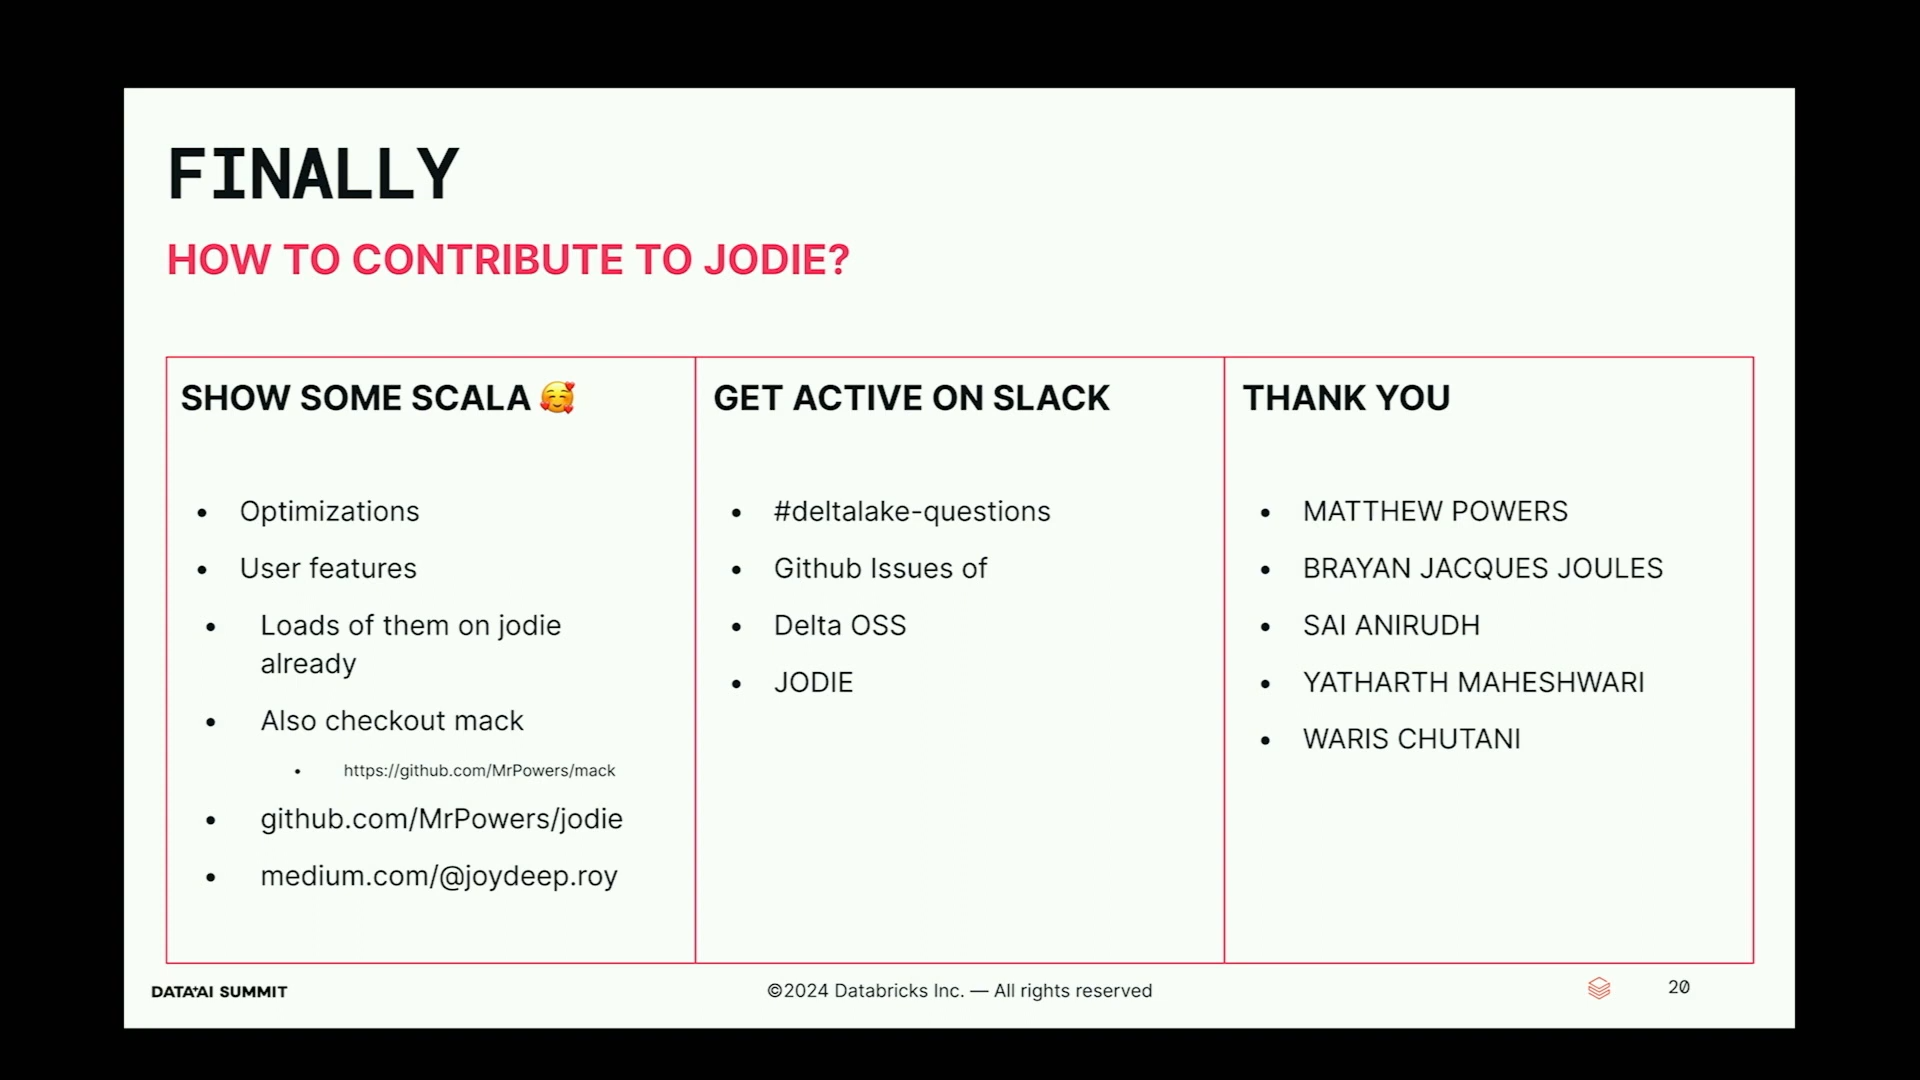 FINALLY
HOW TO CONTRIBUTE TO JODIE?
SHOW SOME SCALA 🥰
• Optimizations
• User features
• Loads of them on jodie
already
• Also checkout mack
• https://github.com/MrPowers/mack
• github.com/MrPowers/jodie
• medium.com/@joydeep.roy
GET ACTIVE ON SLACK
• #deltalake-questions
• Github Issues of
• Delta OSS
• JODIE
THANK YOU
• MATTHEW POWERS
• BRAYAN JACQUES JOULES
• SAI ANIRUDH
• YATHARTH MAHESHWARI
• WARIS CHUTANI
DATA+AI SUMMIT
©2024 Databricks Inc. — All rights reserved
20